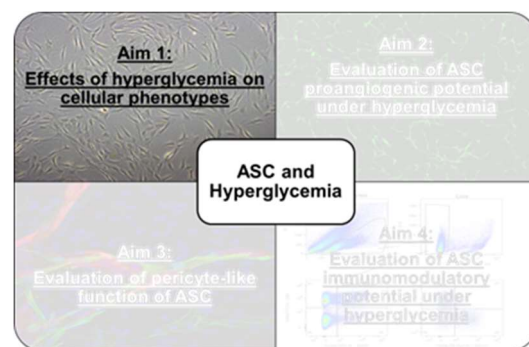 Aim 1:
Effects of hyperglycemia on
cellular phenotypes
Aim 2:
Evaluation of ASC
proangiogenic potential
under hyperglycemia
ASC and
Hyperglycemia
Aim 3:
Evaluation of pericyte-like
function of ASC
Aim 4:
Evaluation of ASC
immunomodulatory
potential under
hyperglycemia